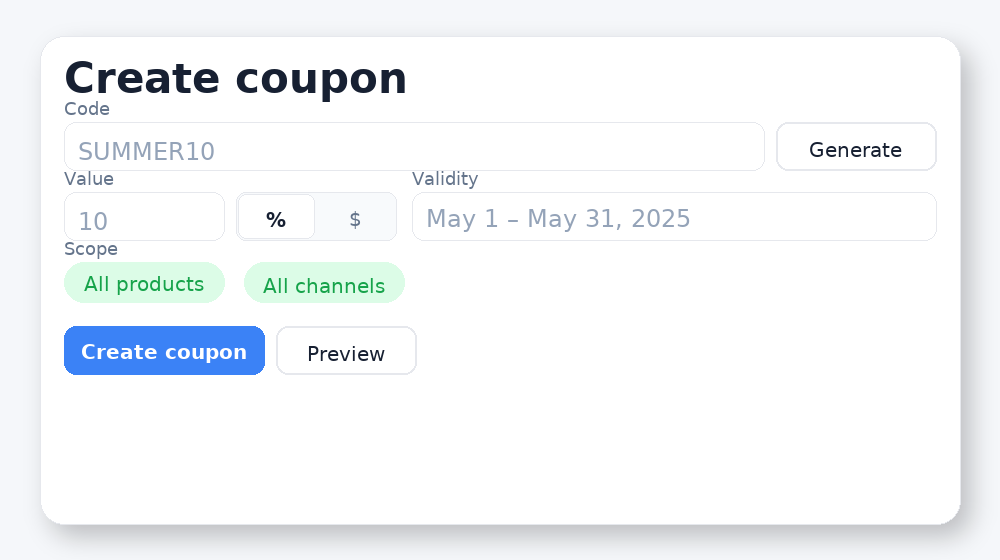 Create coupon
Code
SUMMER10
Generate
Value
Validity
10
%
$
May 1 – May 31, 2025
Scope
All products
All channels
Create coupon
Preview